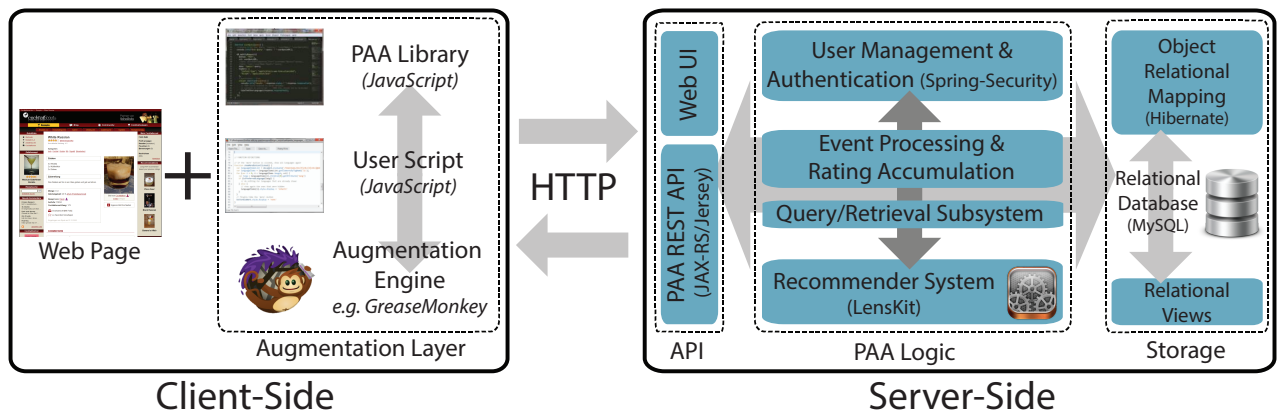 Web Page
PAA Library
(JavaScript)
User Script
(JavaScript)
Augmentation
Engine
e.g. GreaseMonkey
Augmentation Layer
Client-Side
HTTP
Web UI
PAA REST API
(JAX-RS/Jersey)
API
User Management &
Authentication (Spring-Security)
Event Processing &
Rating Accumulation
Query/Retrieval Subsystem
Recommender System
(LensKit)
PAA Logic
Object
Relational
Mapping
(Hibernate)
Relational
Database
(MySQL)
Relational
Views
Storage
Server-Side